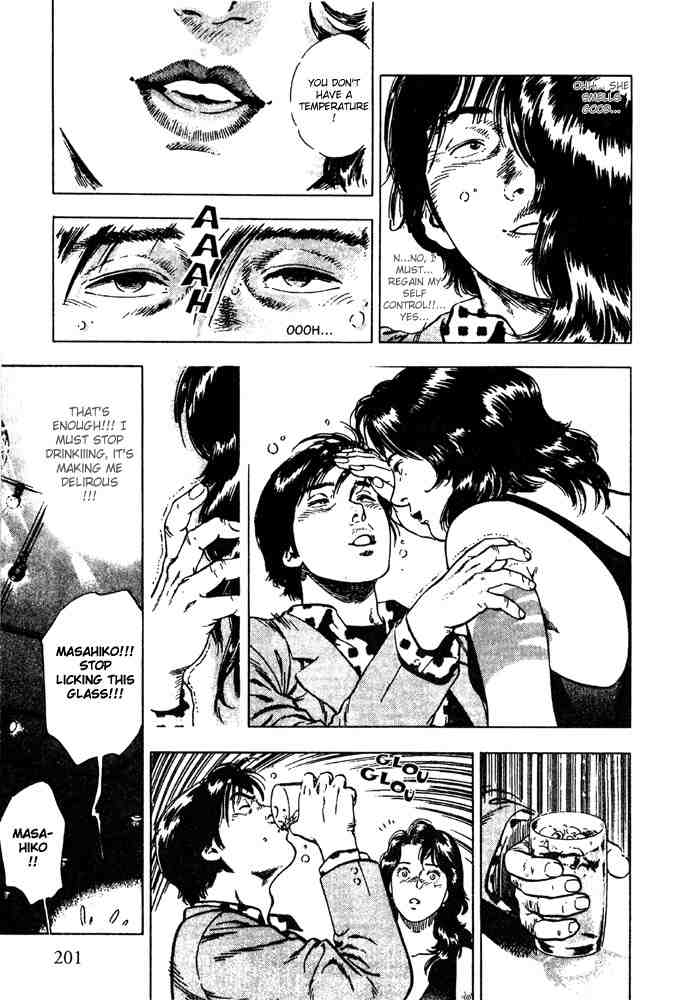 YOU DON'T
HAVE A
TEMPERATURE
!
OHH... SHE
SMELLS
GOOD...
N...NO, I
MUST...
REGAIN MY
SELF
CONTROL!!...
YES...
AAAH
OOOH...
GLOU
GLOU
THAT'S
ENOUGH!!! I
MUST STOP
DRINKIIING, IT'S
MAKING ME
DELIROUS
!!!
MASAHIKO!!!
STOP
LICKING THIS
GLASS!!!
MASA-
HIKO
!!
201